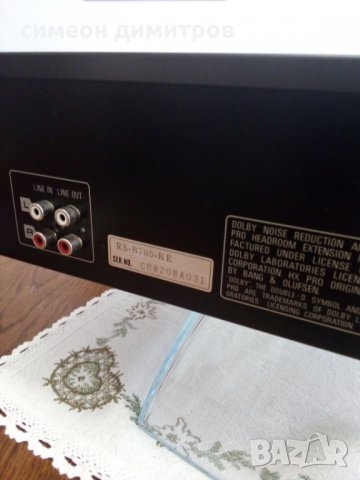 симеон димитров
LINE IN LINE OUT
L
R
RS-B705-KE
SER NO. CB8208A031
DOLBY NOISE REDUCTION A
PRO HEADROOM EXTENSION
FACTURED UNDER LICENSE
DOLBY LABORATORIES LICEN
CORPORATION HX PRO ORIGIN
BY BANG & OLUFSEN
"DOLBY" THE DOUBLE-D SYMBOL AND
PRO ARE TRADEMARKS OF DOLBY L
ORATORIES LICENSING CORPORATION
BAZAR
bg